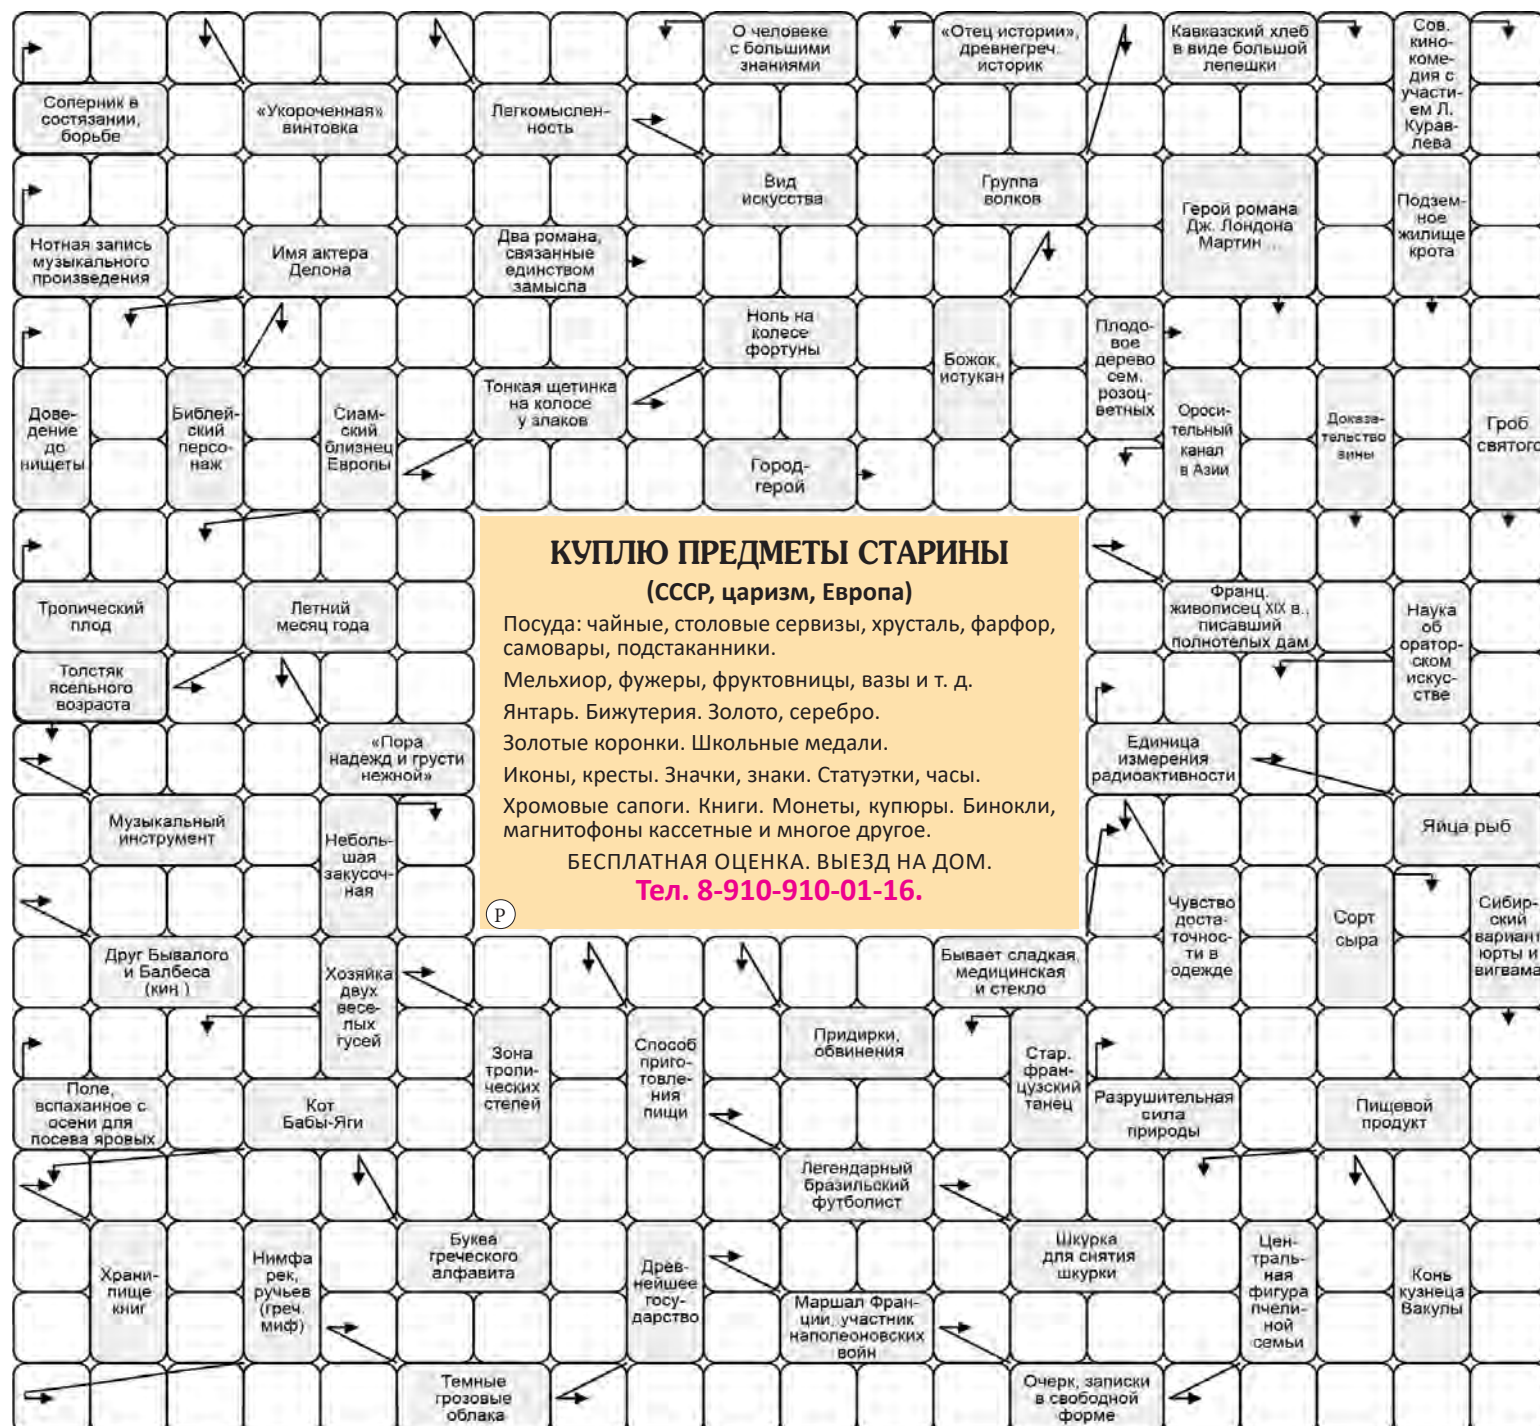 О человеке
с большими
знаниями
«Отец истории»,
древнегреч.
историк
Кавказский хлеб
в виде большой
лепешки
Сов.
кино-
коме-
дия с
участи-
ем Л.
Курав-
лева
Соперник в
состязании,
борьбе
«Укороченная»
винтовка
Легкомыслен-
ность
Вид
искусства
Группа
волков
Герой романа
Дж. Лондона
Мартин ...
Подзем-
ное
жилище
крота
Нотная запись
музыкального
произведения
Имя актера
Делона
Два романа,
связанные
единством
замысла
Ноль на
колесе
фортуны
Божок,
истукан
Плодо-
вое
дерево
сем.
розоц-
ветных
Дове-
дение
до
нищеты
Библей-
ский
персо-
наж
Сиам-
ский
близнец
Европы
Тонкая щетинка
на колосе
у злаков
Ороси-
тельный
канал
в Азии
Доказа-
тельство
вины
Гроб
святого
Город-
герой
КУПЛЮ ПРЕДМЕТЫ СТАРИНЫ
(СССР, царизм, Европа)
Посуда: чайные, столовые сервизы, хрусталь, фарфор,
самовары, подстаканники.
Мельхиор, фужеры, фруктовницы, вазы и т. д.
Янтарь. Бижутерия. Золото, серебро.
Золотые коронки. Школьные медали.
Иконы, кресты. Значки, знаки. Статуэтки, часы.
Хромовые сапоги. Книги. Монеты, купюры. Бинокли,
магнитофоны кассетные и многое другое.
БЕСПЛАТНАЯ ОЦЕНКА. ВЫЕЗД НА ДОМ.
Тел. 8-910-910-01-16.
Р
Тропический
плод
Летний
месяц года
Франц.
живописец XIX в.,
писавший
полнотелых дам
Наука
об
оратор-
ском
искус-
стве
Толстяк
ясельного
возраста
«Пора
надежд и грусти
нежной»
Единица
измерения
радиоактивности
Музыкальный
инструмент
Неболь-
шая
закусоч-
ная
Яйца рыб
Чувство
доста-
точнос-
ти в
одежде
Сорт
сыра
Сибир-
ский
вариант
юрты и
вигвама
Друг Бывалого
и Балбеса
(кин.)
Хозяйка
двух
весе-
лых
гусей
Бывает сладкая,
медицинская
и стекло
Зона
тропи-
ческих
степей
Способ
приго-
товле-
ния
пищи
Придирки,
обвинения
Стар.
фран-
цузский
танец
Поле,
вспаханное с
осени для
посева яровых
Кот
Бабы-Яги
Разрушительная
сила
природы
Пищевой
продукт
Легендарный
бразильский
футболист
Храни-
лище
книг
Нимфа
рек,
ручьев
(греч.
миф.)
Буква
греческого
алфавита
Древ-
нейшее
госу-
дарство
Шкурка
для снятия
шкурки
Цен-
траль-
ная
фигура
пчели-
ной
семьи
Конь
кузнеца
Вакулы
Маршал Фран-
ции, участник
наполеоновских
войн
Темные
грозовые
облака
Очерк, записки
в свободной
форме